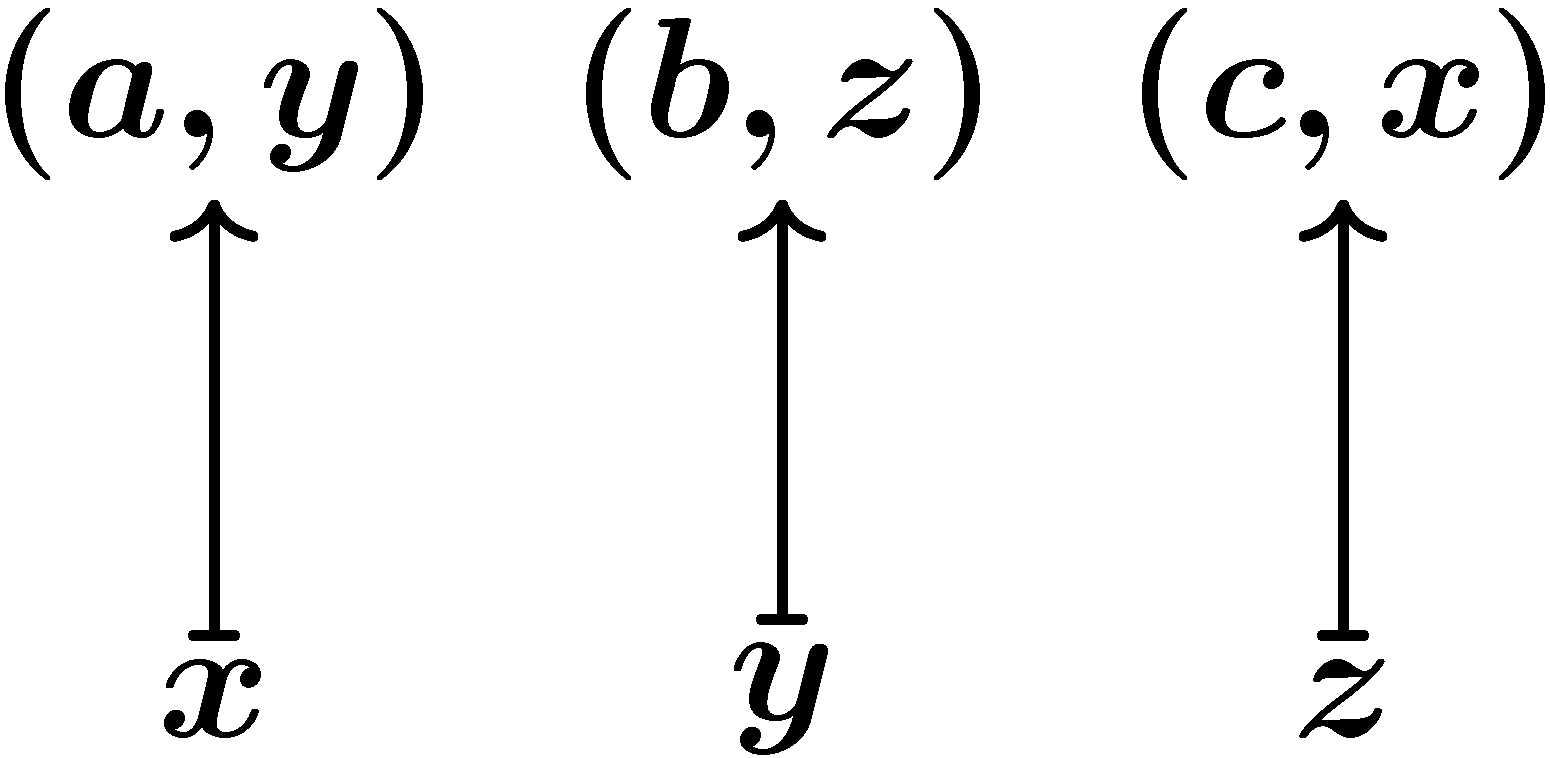 (a, y) (b, z) (c, x)
x y z